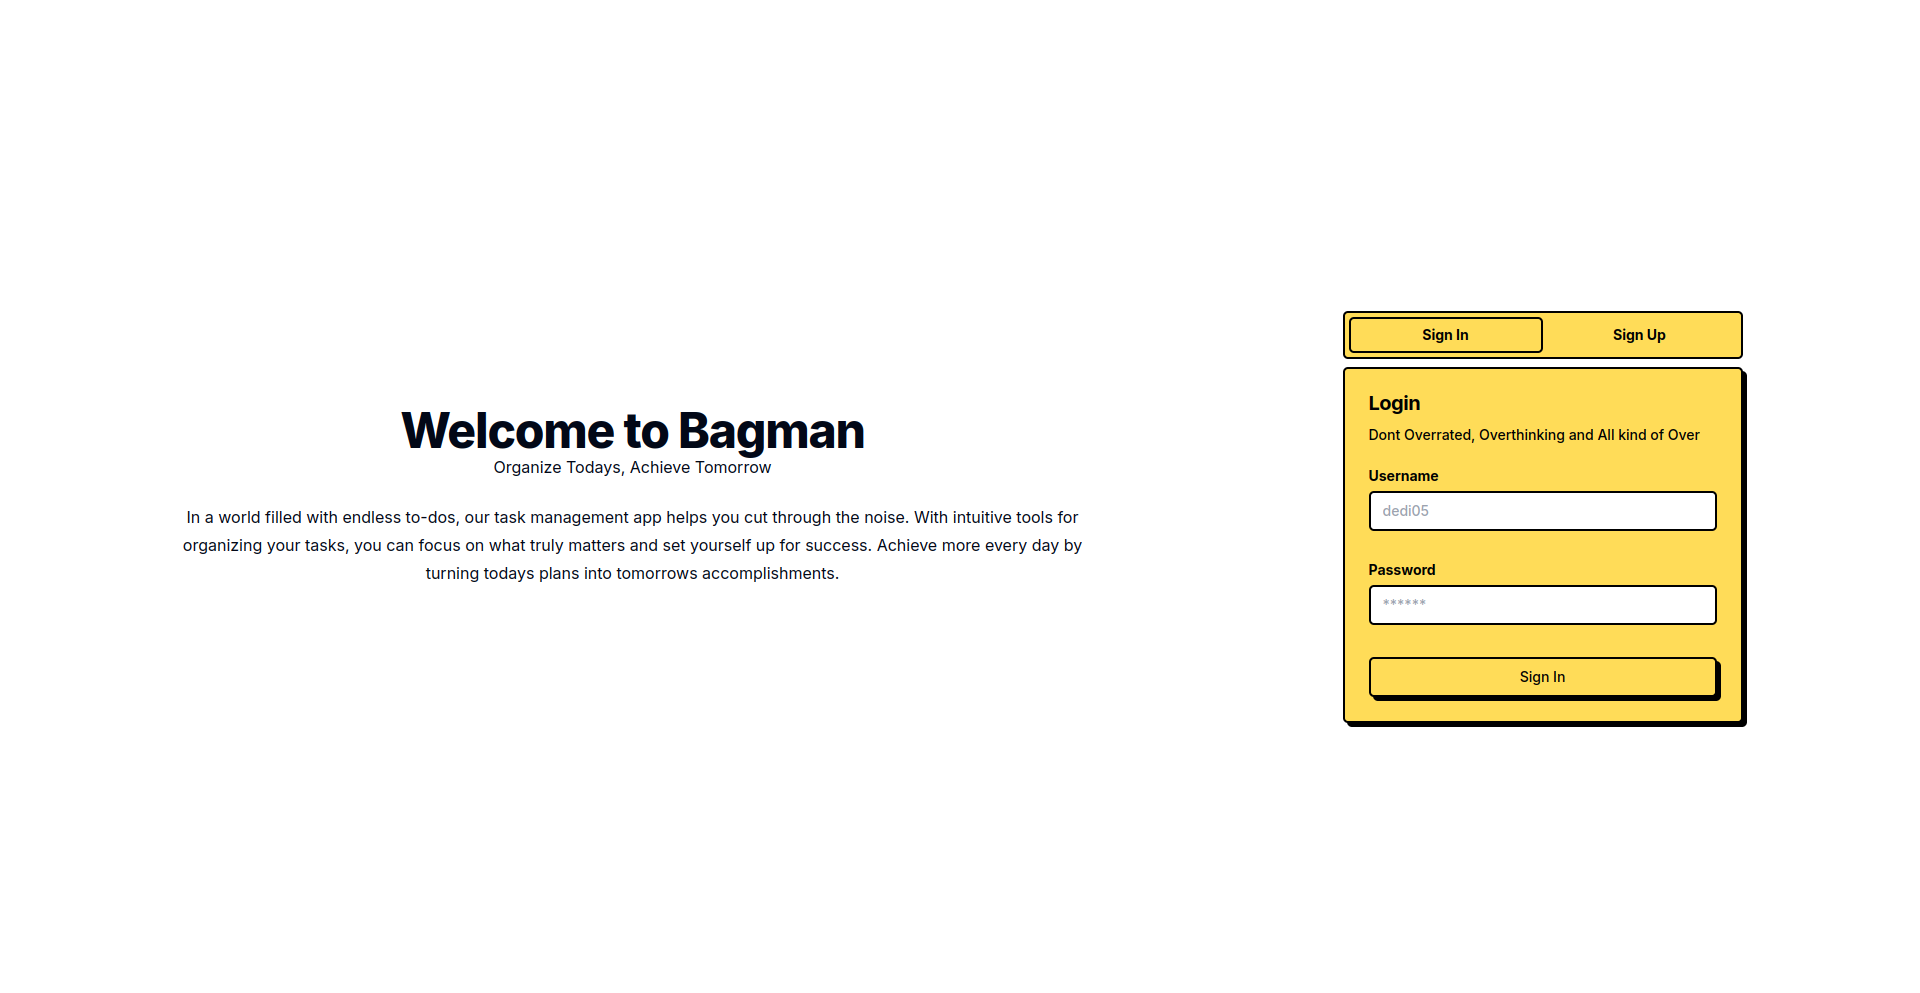 Welcome to Bagman
Organize Todays, Achieve Tomorrow
In a world filled with endless to-dos, our task management app helps you cut through the noise. With intuitive tools for
organizing your tasks, you can focus on what truly matters and set yourself up for success. Achieve more every day by
turning todays plans into tomorrows accomplishments.
Sign In
Sign Up
Login
Dont Overrated, Overthinking and All kind of Over
Username
dedi05
Password
******
Sign In